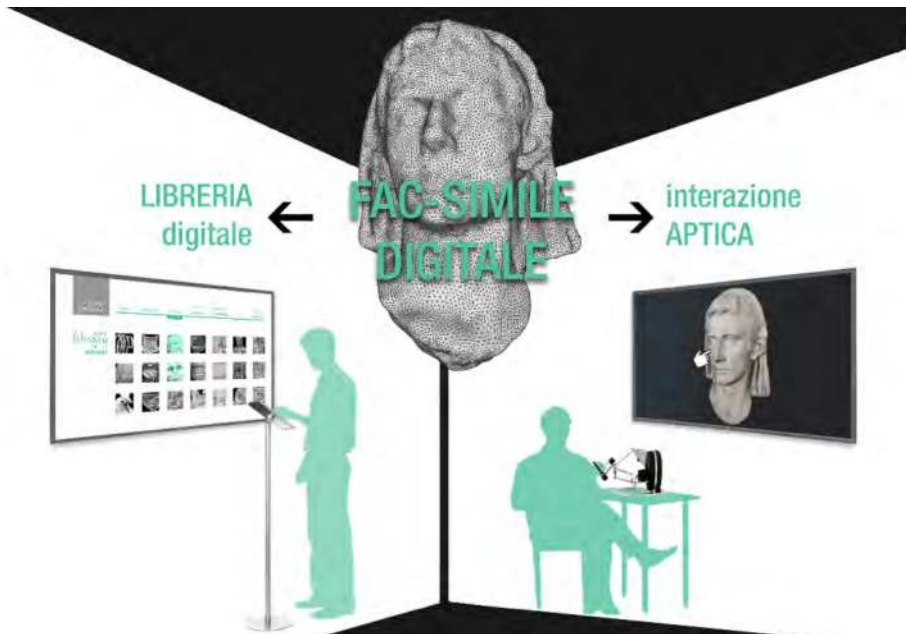 LIBRERIA
digitale
FAC-SIMILE
DIGITALE
interazione
APTICA